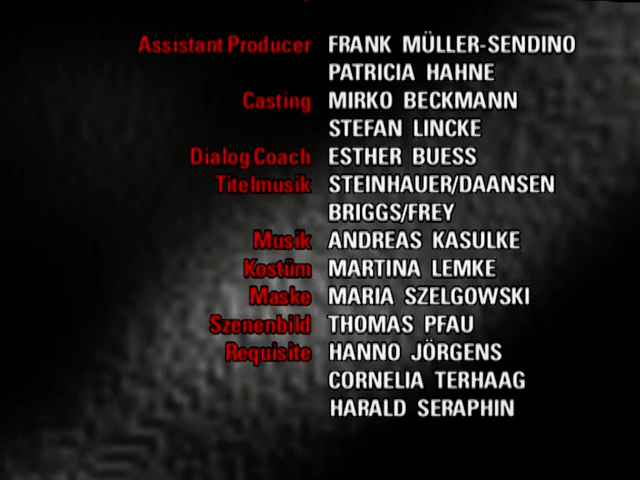 Assistant Producer FRANK MÜLLER-SENDINO
PATRICIA HAHNE
Casting MIRKO BECKMANN
STEFAN LINCKE
Dialog Coach ESTHER BUESS
Titelmusik STEINHAUER/DAANSEN
BRIGGS/FREY
Musik ANDREAS KASULKE
Kostüm MARTINA LEMKE
Maske MARIA SZELGOWSKI
Szenenbild THOMAS PFAU
Requisite HANNO JÖRGENS
CORNELIA TERHAAG
HARALD SERAPHIN